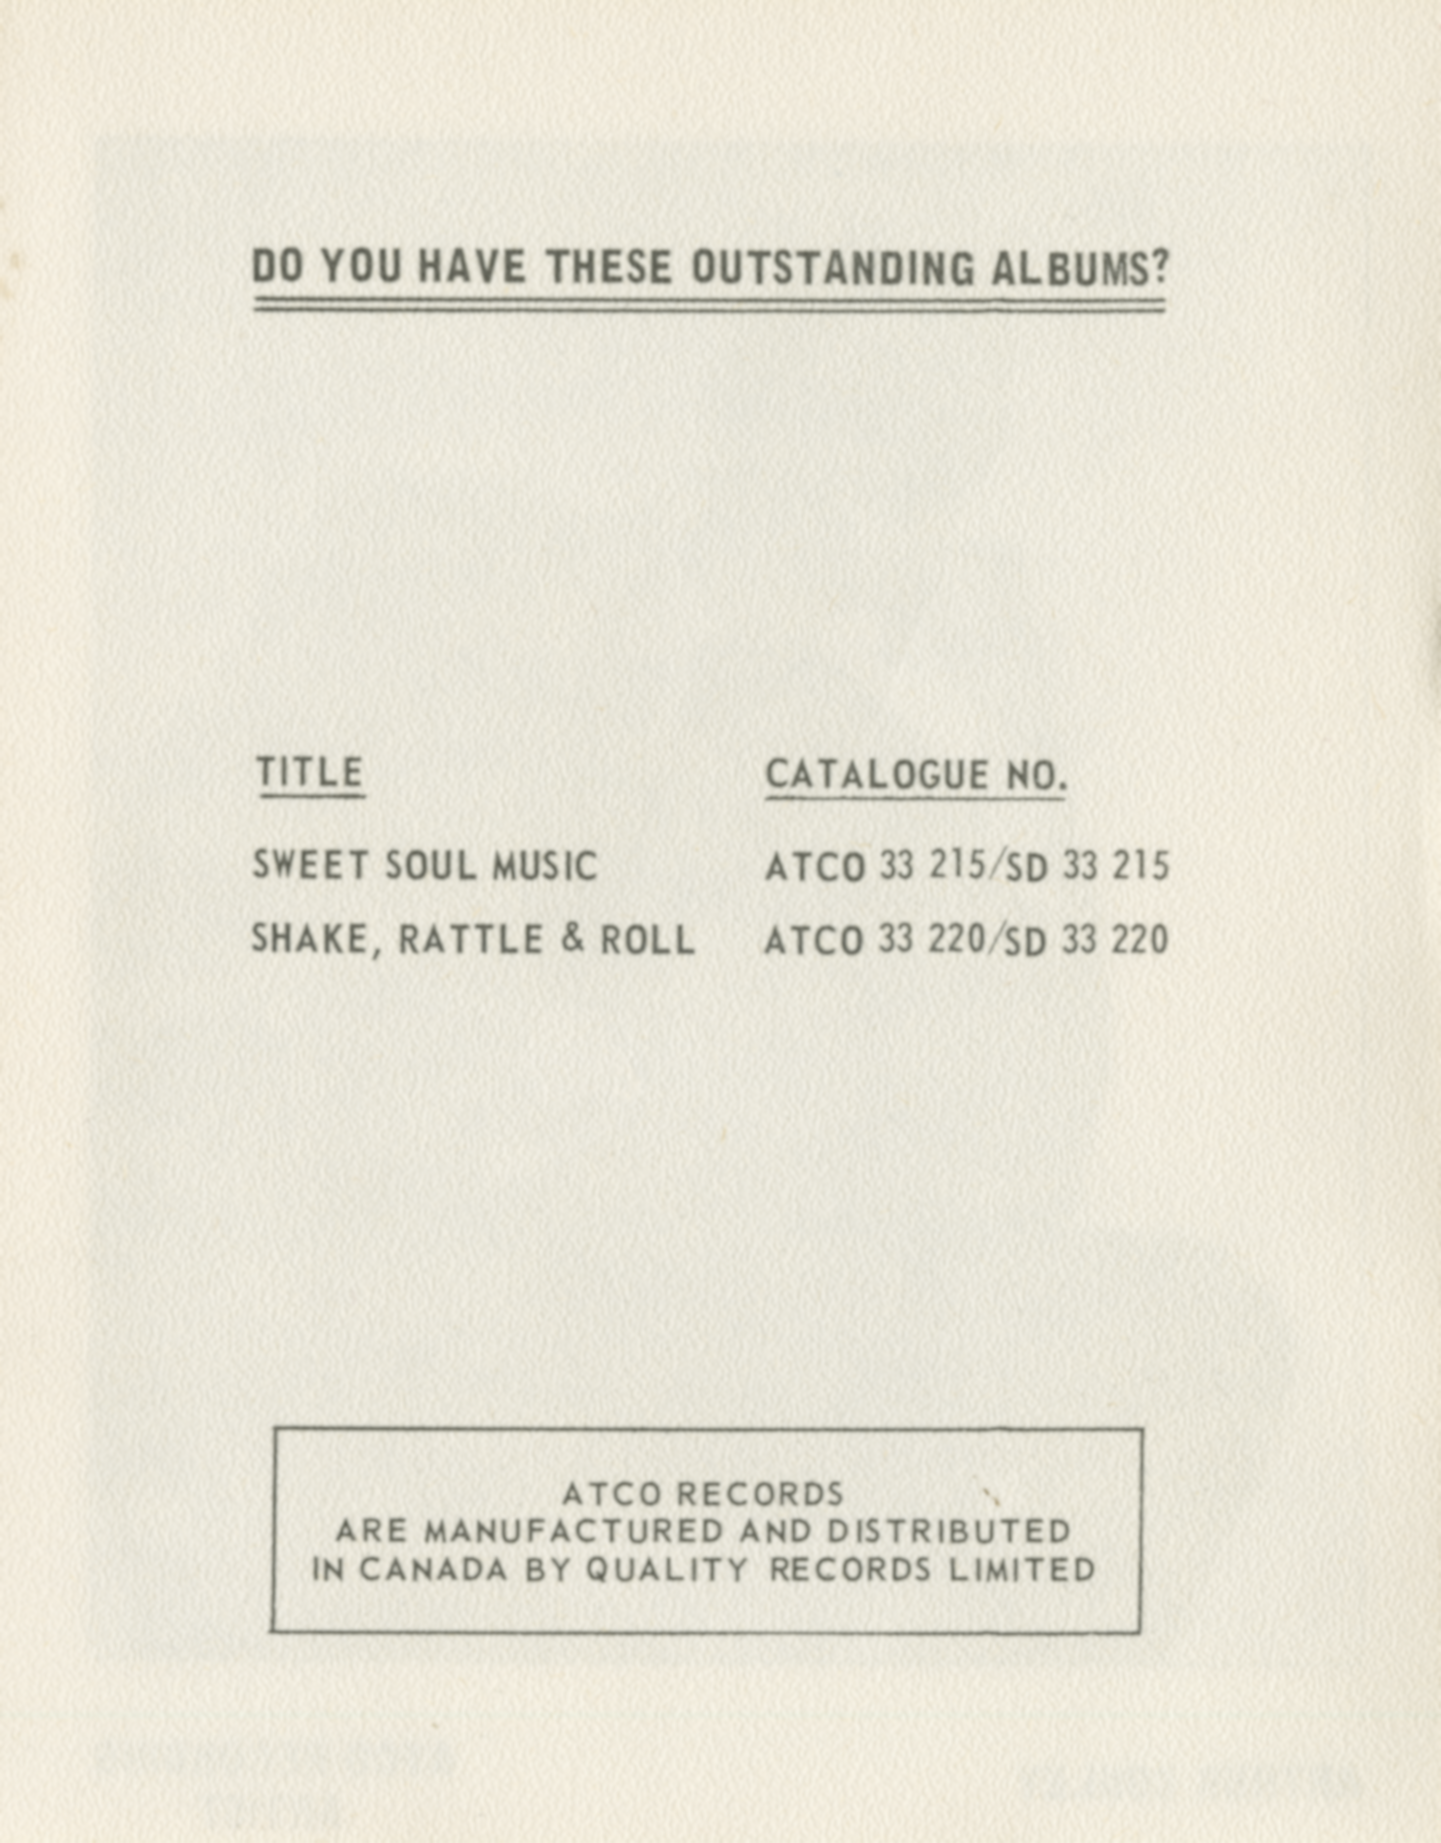 DO YOU HAVE THESE OUTSTANDING ALBUMS?
TITLE CATALOGUE NO.
SWEET SOUL MUSIC ATCO 33 215/SD 33 215
SHAKE, RATTLE & ROLL ATCO 33 220/SD 33 220
ATCO RECORDS
ARE MANUFACTURED AND DISTRIBUTED
IN CANADA BY QUALITY RECORDS LIMITED